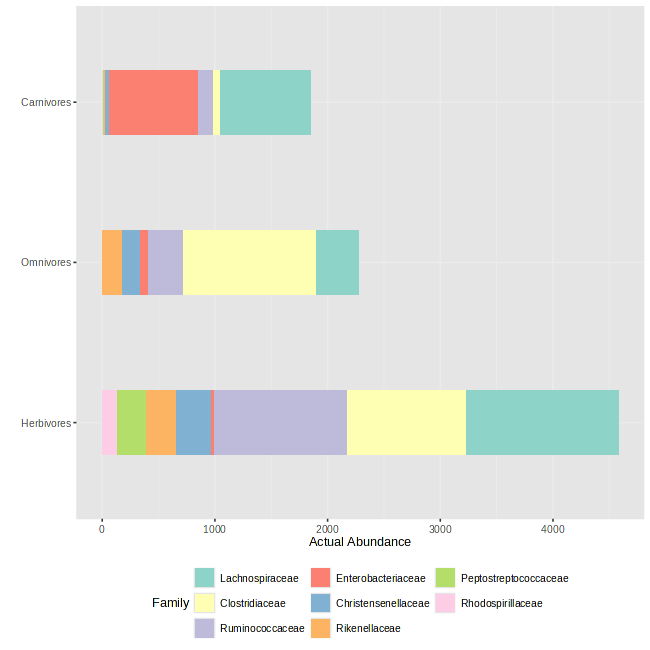 Carnivores
Omnivores
Herbivores
0 1000 2000 3000 4000
Actual Abundance
Family
Lachnospiraceae Enterobacteriaceae Peptostreptococcaceae
Clostridiaceae Christensenellaceae Rhodospirillaceae
Ruminococcaceae Rikenellaceae